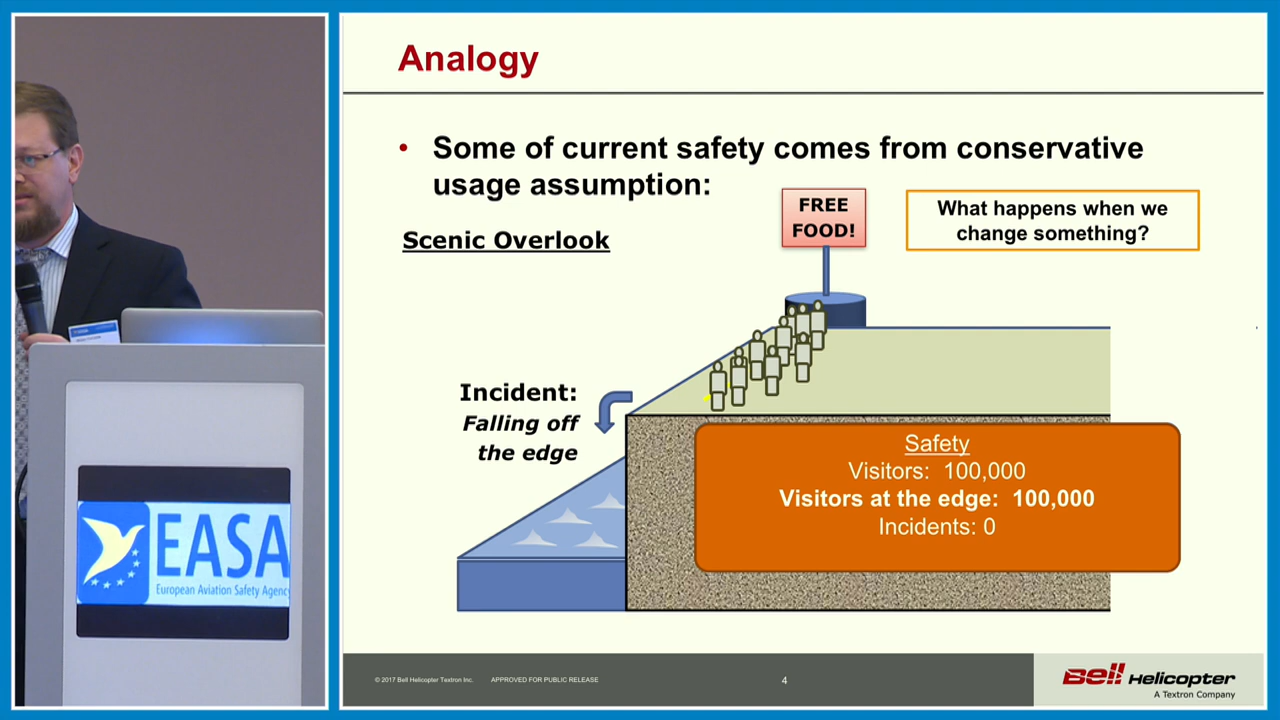 Analogy
• Some of current safety comes from conservative
usage assumption:
FREE
FOOD!
What happens when we
change something?
Scenic Overlook
Incident:
Falling off
the edge
Safety
Visitors: 100,000
Visitors at the edge: 100,000
Incidents: 0
EASA
European Aviation Safety Agency
© 2017 Bell Helicopter Textron Inc. APPROVED FOR PUBLIC RELEASE
4
Bell Helicopter
A Textron Company